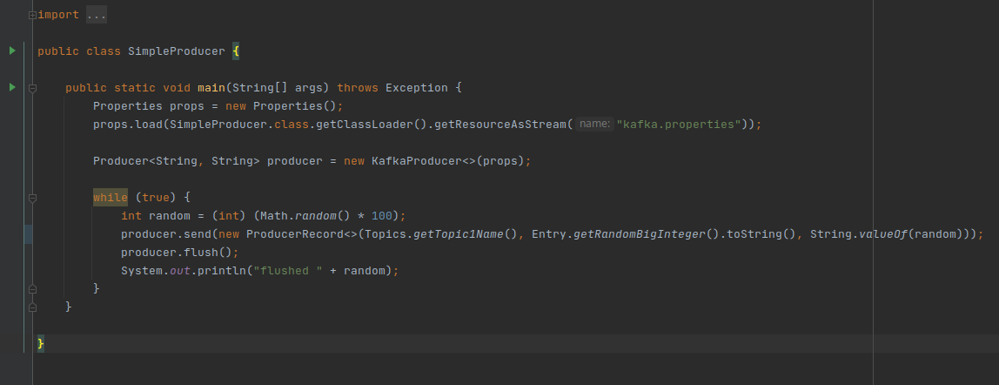 import ...
public class SimpleProducer {
public static void main(String[] args) throws Exception {
Properties props = new Properties();
props.load(SimpleProducer.class.getClassLoader().getResourceAsStream( name: "kafka.properties"));
Producer<String, String> producer = new KafkaProducer<>(props);
while (true) {
int random = (int) (Math.random() * 100);
producer.send(new ProducerRecord<>(Topics.getTopic1Name(), Entry.getRandomBigInteger().toString(), String.valueOf(random)));
producer.flush();
System.out.println("flushed " + random);
}
}
}